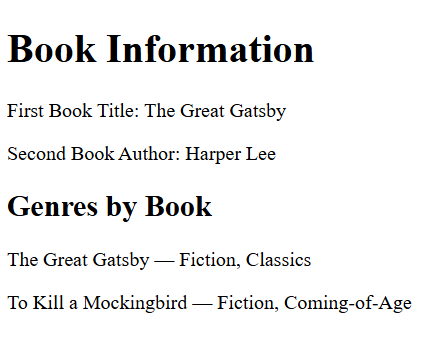 Book Information
First Book Title: The Great Gatsby
Second Book Author: Harper Lee
Genres by Book
The Great Gatsby — Fiction, Classics
To Kill a Mockingbird — Fiction, Coming-of-Age